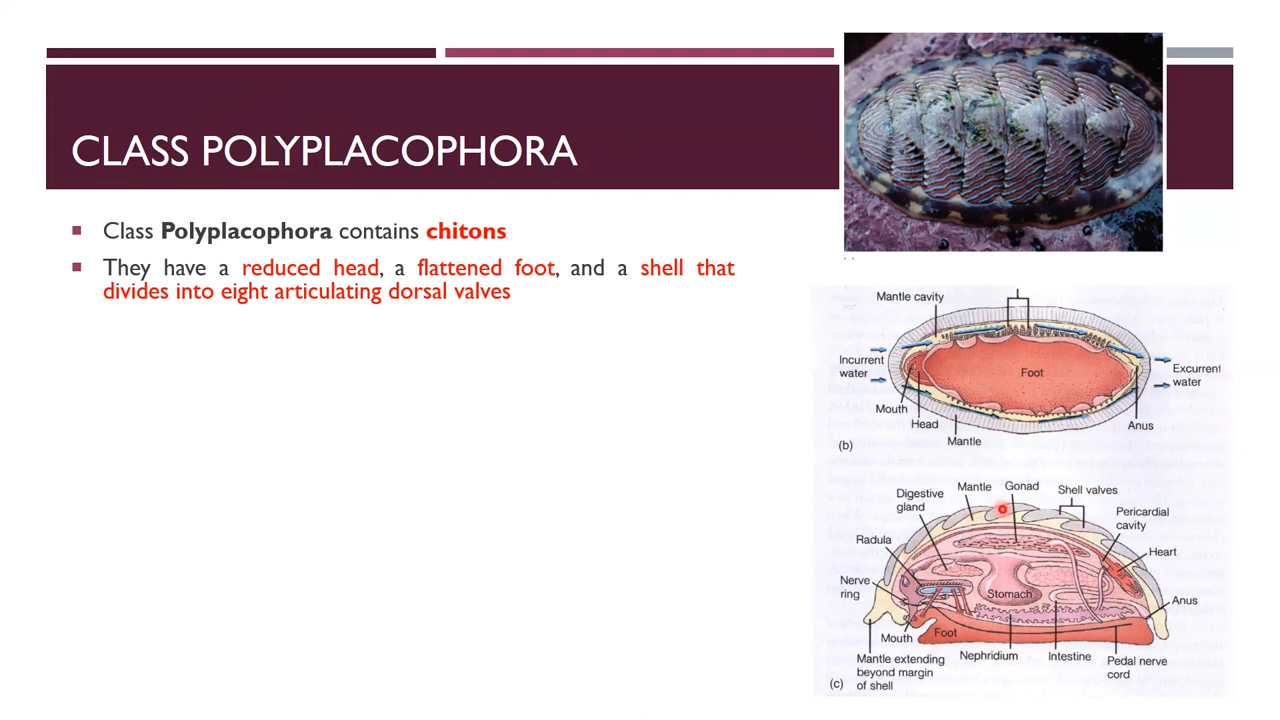 CLASS POLYPLACOPHORA
Class Polyplacophora contains chitons
They have a reduced head, a flattened foot, and a shell that
divides into eight articulating dorsal valves
Mantle cavity
Incurrent
water
Foot
Excurrent
water
Mouth
Head
Mantle
Anus
(b)
Digestive
gland
Mantle
Gonad
Shell valves
Pericardial
cavity
Radula
Heart
Nerve
ring
Stomach
Anus
Mouth
Foot
Nephridium
Intestine
Pedal nerve
cord
Mantle extending
beyond margin
of shell
(c)